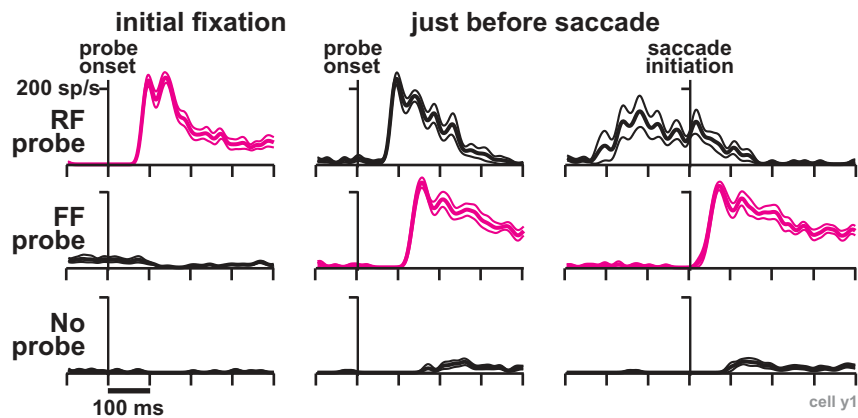 initial fixation
just before saccade
probe
onset
probe
onset
saccade
initiation
200 sp/s
RF
probe
FF
probe
No
probe
100 ms
cell y1